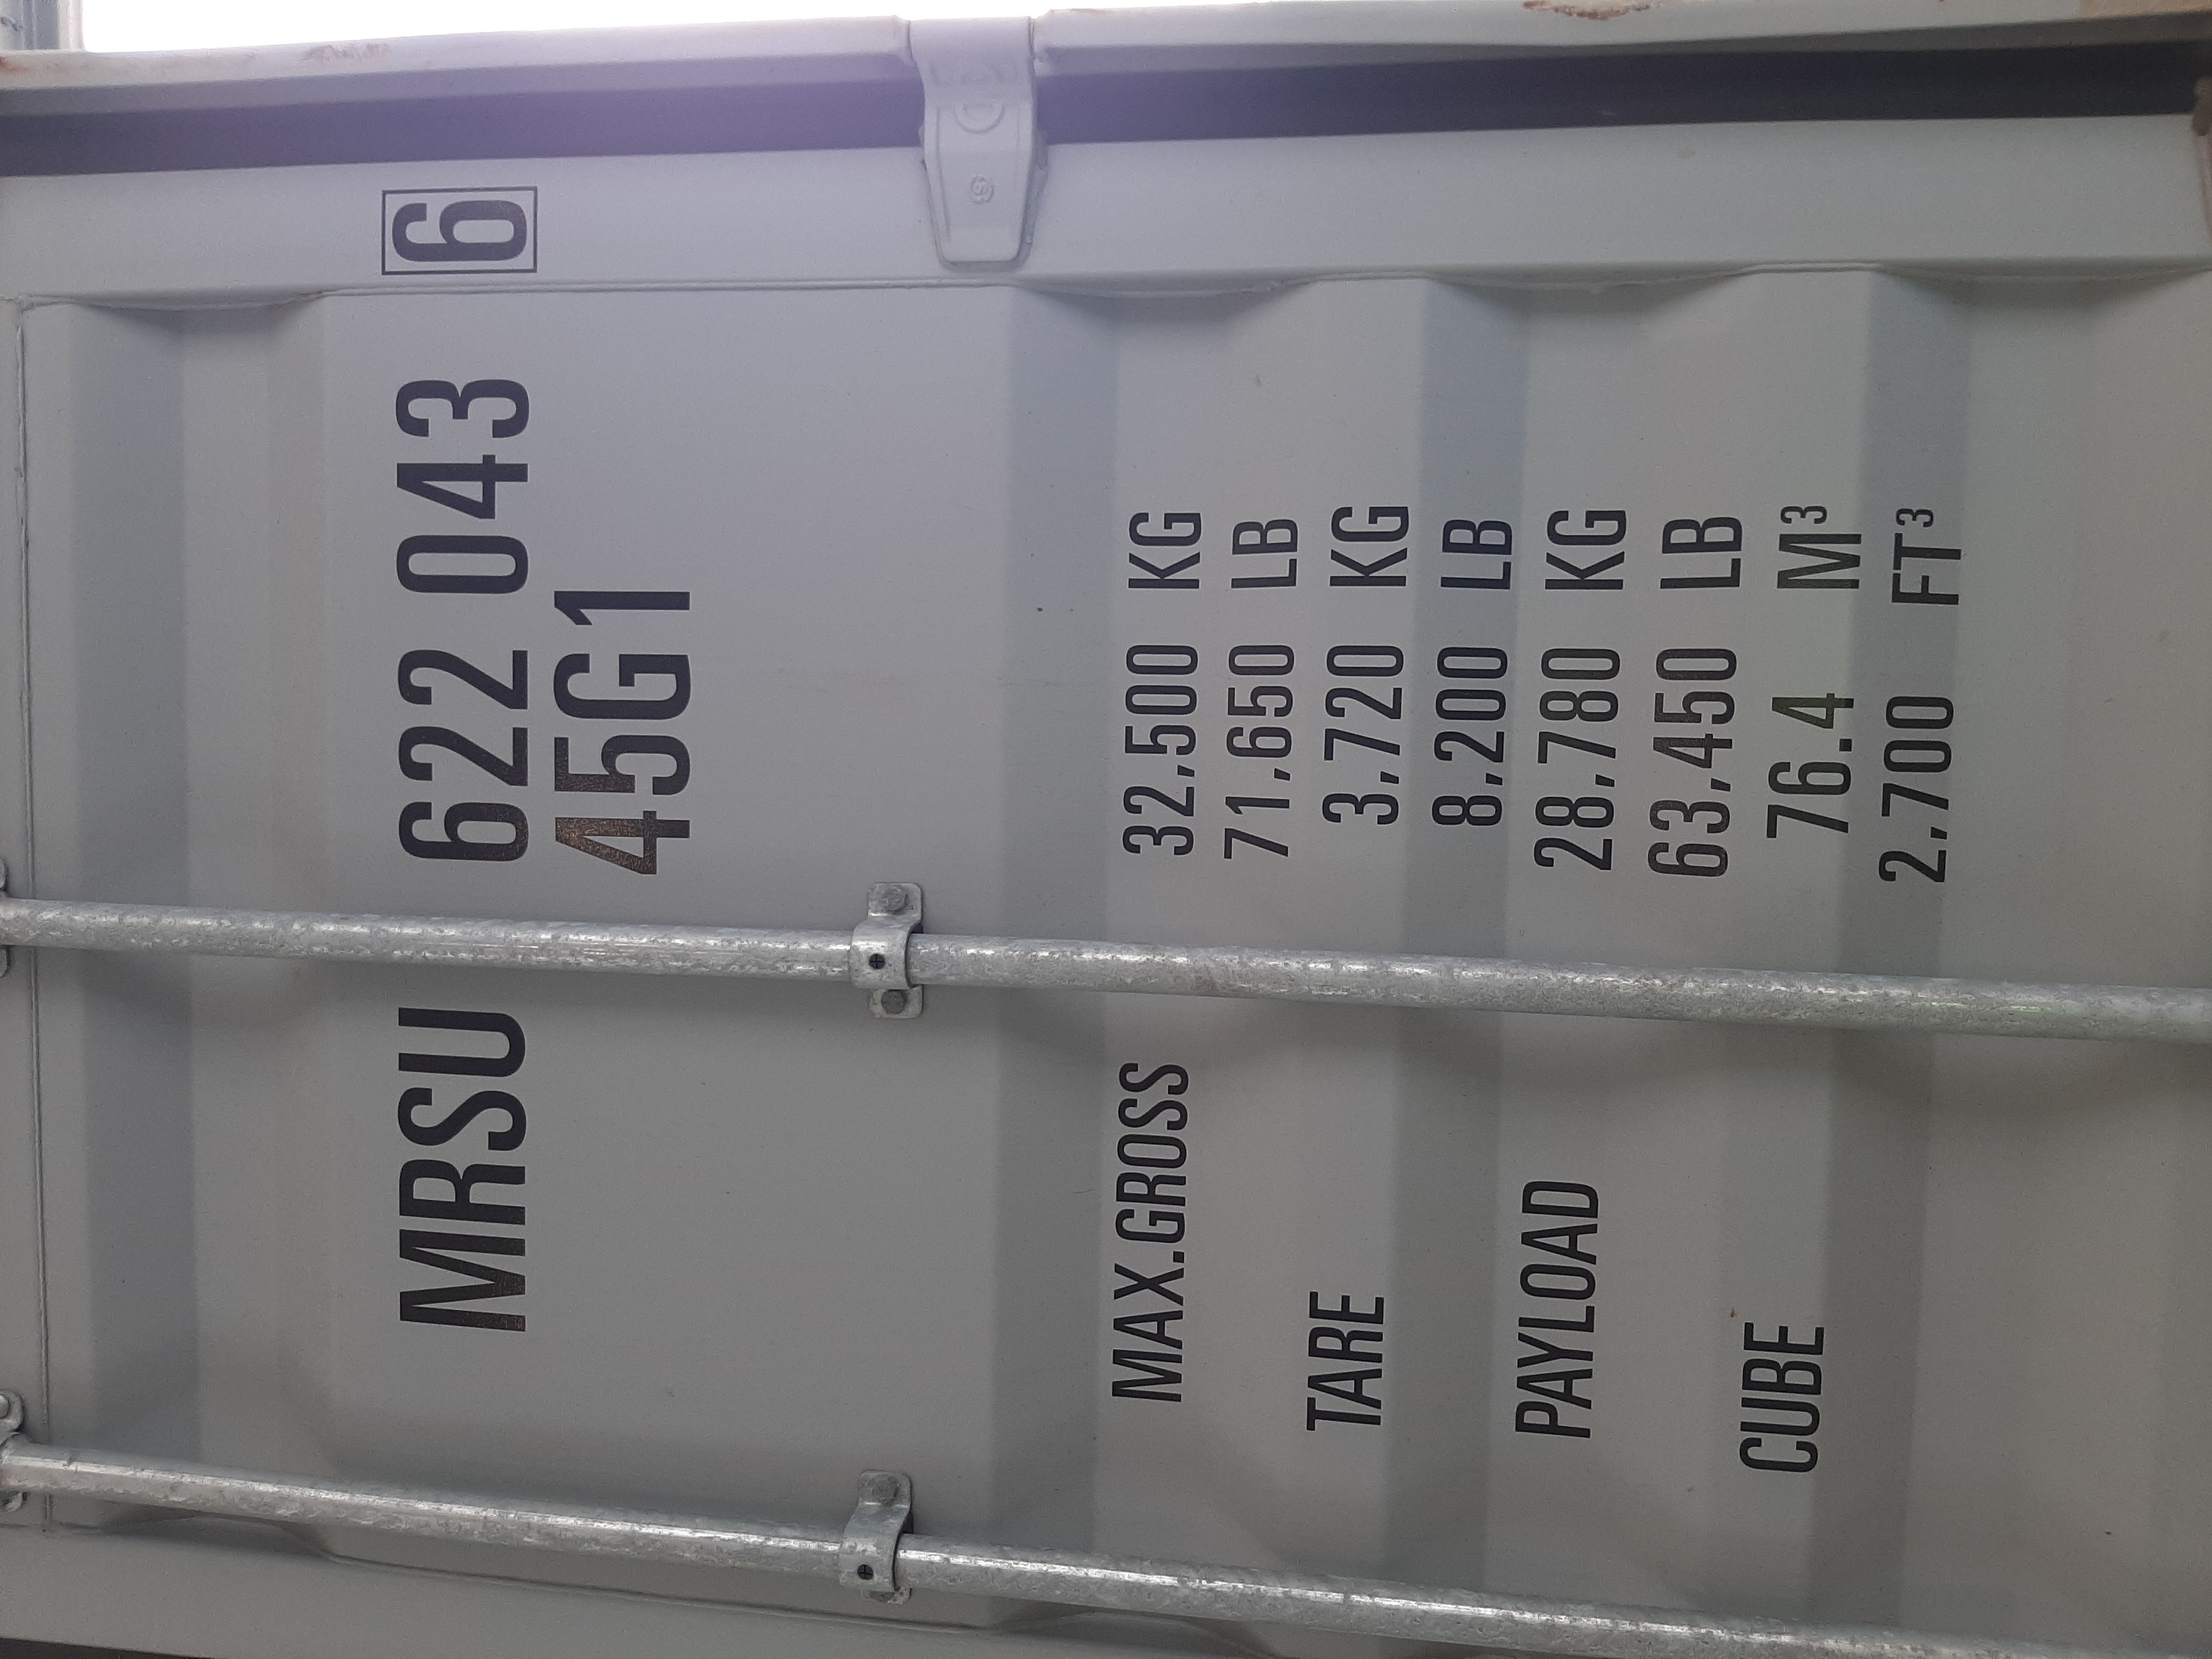 MRSU 622 043 6
45G1
MAX.GROSS 32.500 KG
71.650 LB
TARE 3.720 KG
8.200 LB
PAYLOAD 28.780 KG
63.450 LB
CUBE 76.4 M³
2.700 FT³